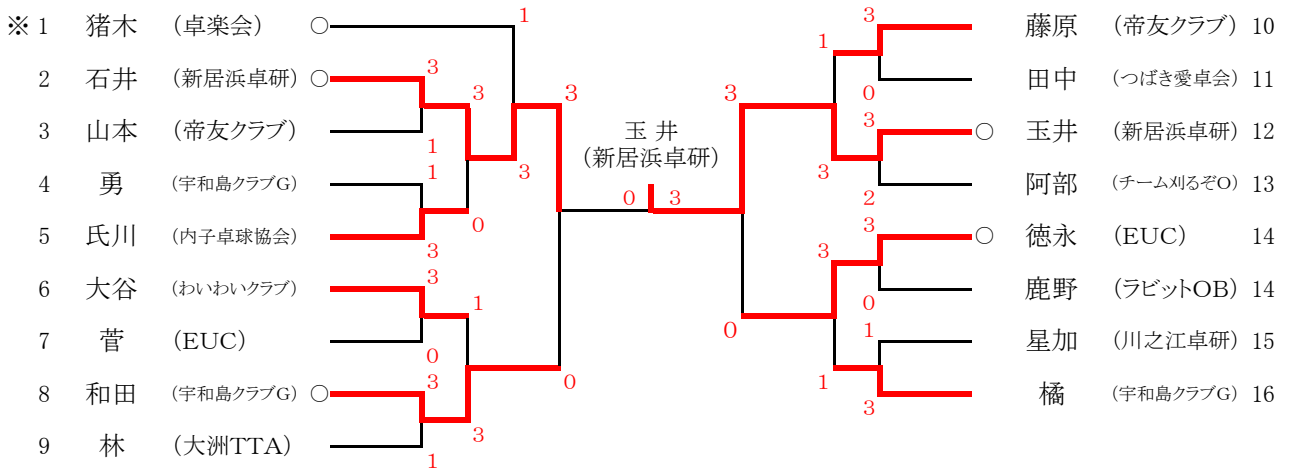 ※ 1 猪木 (卓楽会) ○
2 石井 (新居浜卓研) ○
3 山本 (帝友クラブ)
4 勇 (宇和島クラブG)
5 氏川 (内子卓球協会)
6 大谷 (わいわいクラブ)
7 菅 (EUC)
8 和田 (宇和島クラブG) ○
9 林 (大洲TTA)
1
3
3
1
1
0
3
3
3
3
1
0
3
3
1
0
玉井
(新居浜卓研)
0 3
3
0
3
1
0
3
3
2
3
3
0
1
1
3
藤原 (帝友クラブ) 10
田中 (つばき愛卓会) 11
○ 玉井 (新居浜卓研) 12
阿部 (チーム刈るぞO) 13
○ 徳永 (EUC) 14
鹿野 (ラビットOB) 14
星加 (川之江卓研) 15
橘 (宇和島クラブG) 16